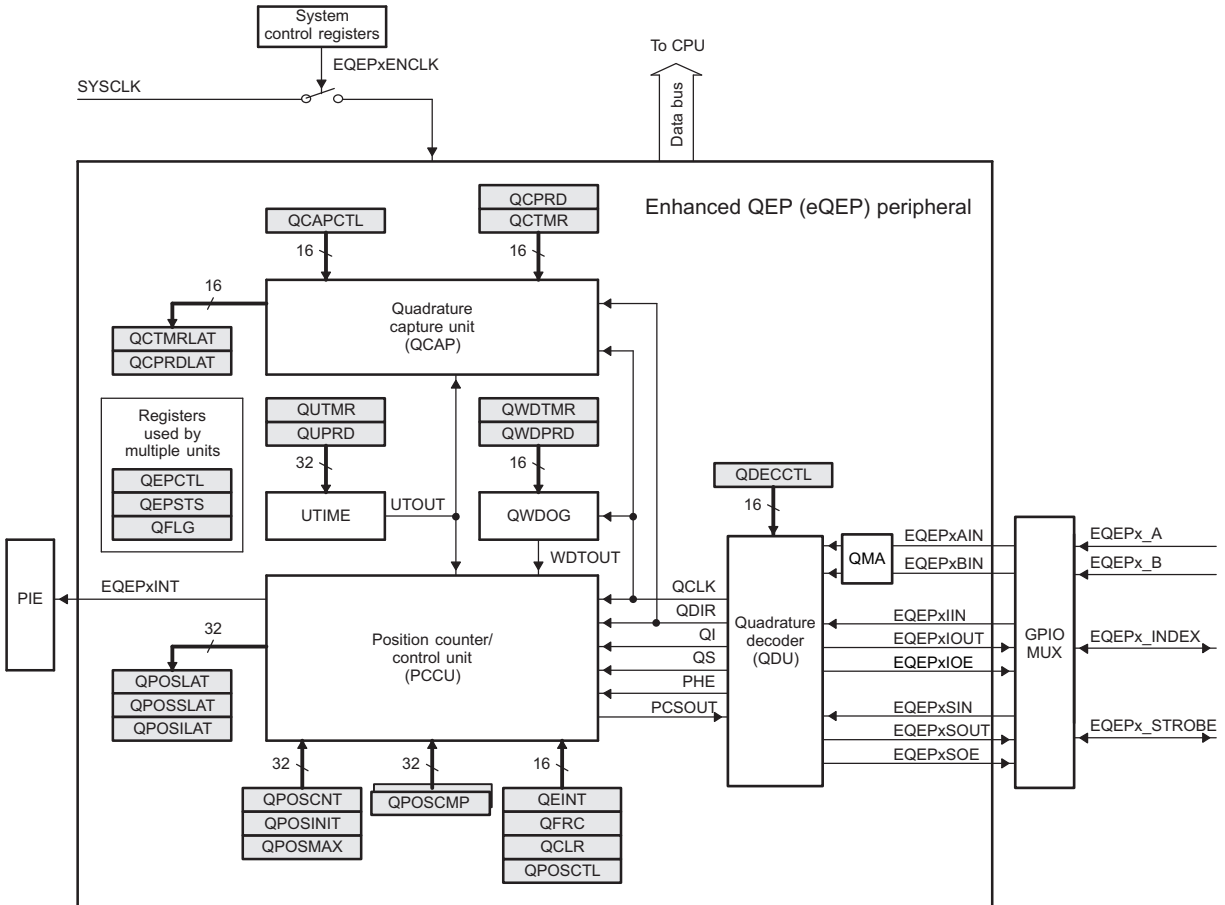 System
control registers
To CPU
EQEPxENCLK
SYSCLK
Data bus
Enhanced QEP (eQEP) peripheral
QCPRD
QCAPCTL
QCTMR
16
16
16
Quadrature
capture unit
(QCAP)
QCTMRLAT
QCPRDLAT
Registers
used by
multiple units
QEPCTL
QEPSTS
QFLG
QUTMR
QUPRD
32
QWDTMR
QWDPRD
16
UTIME
UTOUT
QWDOG
WDTOUT
QDECCTL
16
QMA
EQEPxAIN
EQEPxBIN
EQEPx_A
EQEPx_B
PIE
EQEPxINT
32
Position counter/
control unit
(PCCU)
QCLK
QDIR
QI
QS
PHE
PCSOUT
Quadrature
decoder
(QDU)
EQEPxIIN
EQEPxIOUT
EQEPxIOE
EQEPxSIN
EQEPxSOUT
EQEPxSOE
GPIO
MUX
EQEPx_INDEX
EQEPx_STROBE
QPOSLAT
QPOSSLAT
QPOSILAT
32
32
16
QPOSCNT
QPOSINIT
QPOSMAX
QPOSCMP
QEINT
QFRC
QCLR
QPOSCTL